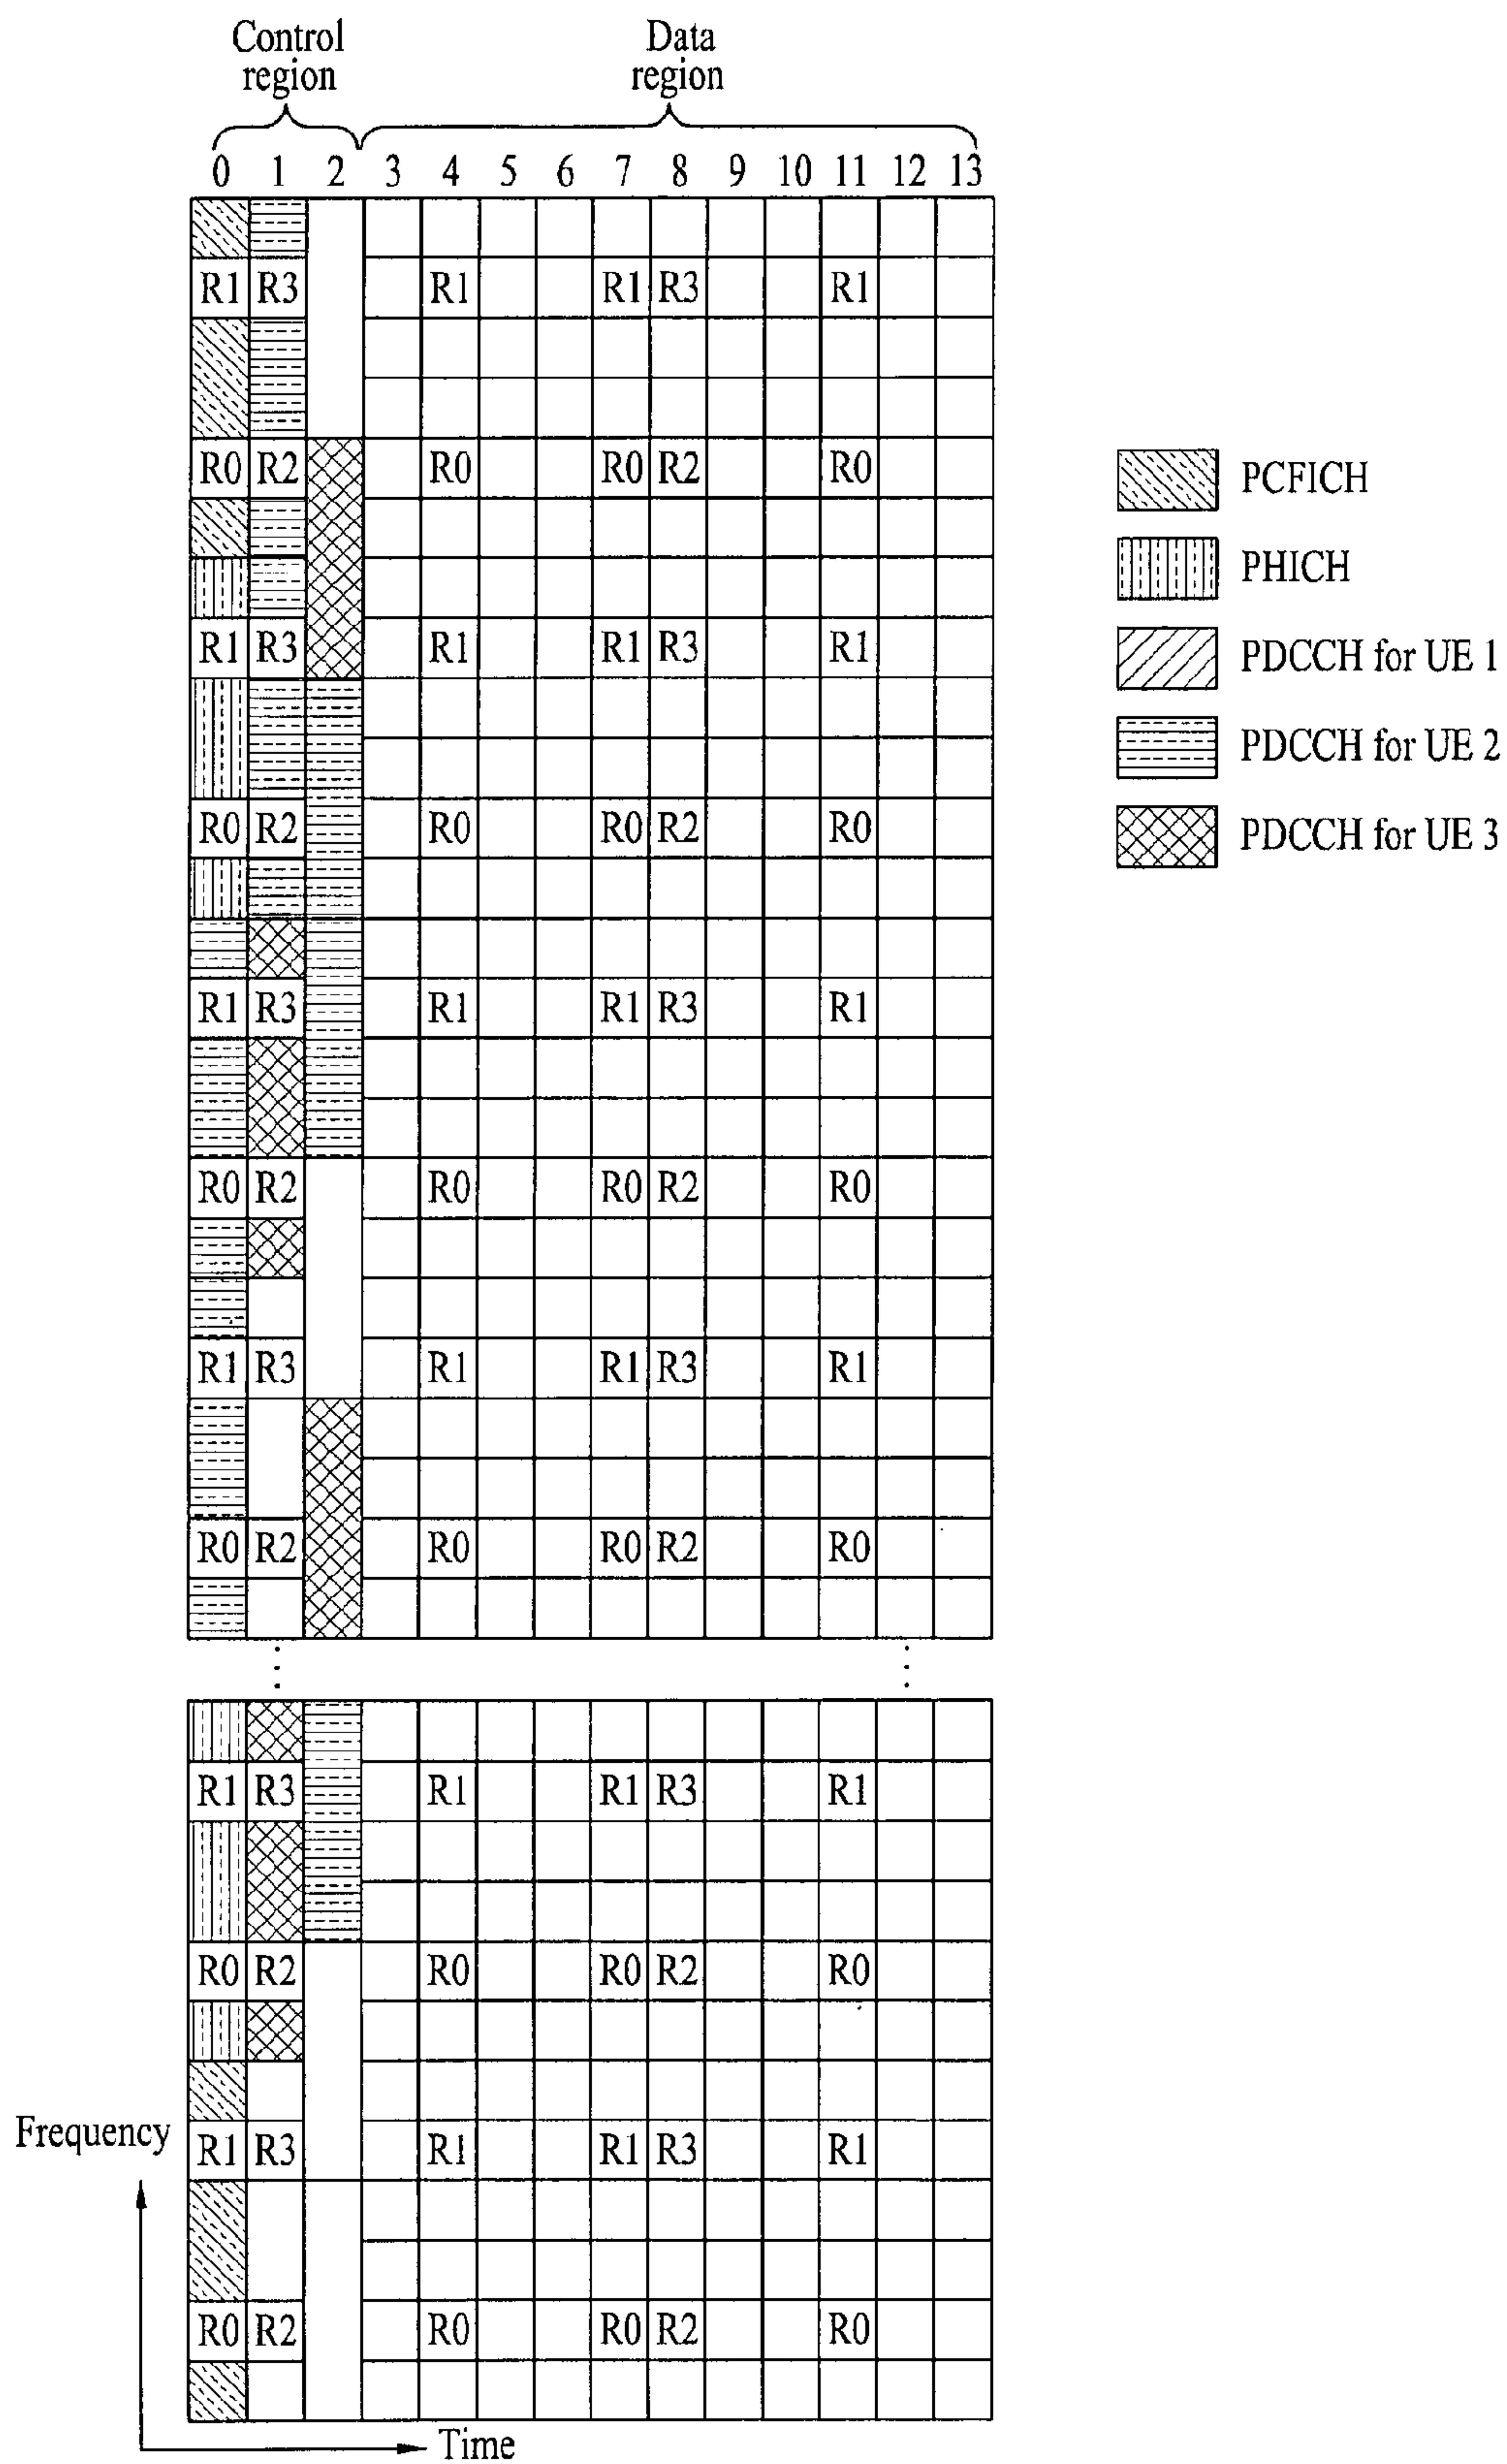 Control region
Data region
0 1 2 3 4 5 6 7 8 9 10 11 12 13
R1 R3 R1 R1 R3 R1
R0 R2 R0 R0 R2 R0
R1 R3 R1 R1 R3 R1
R0 R2 R0 R0 R2 R0
R1 R3 R1 R1 R3 R1
R0 R2 R0 R0 R2 R0
R1 R3 R1 R1 R3 R1
R0 R2 R0 R0 R2 R0
R1 R3 R1 R1 R3 R1
R0 R2 R0 R0 R2 R0
R1 R3 R1 R1 R3 R1
R0 R2 R0 R0 R2 R0
PCFICH
PHICH
PDCCH for UE 1
PDCCH for UE 2
PDCCH for UE 3
Frequency
Time